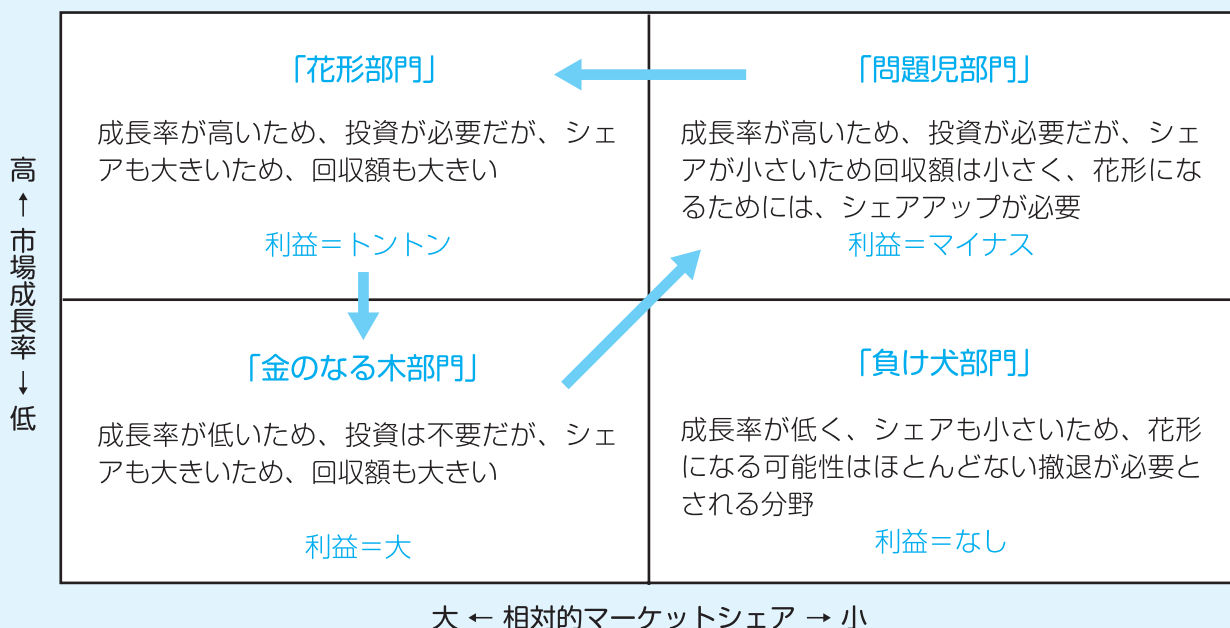 「花形部門」
成長率が高いため、投資が必要だが、シェ
アも大きいため、回収額も大きい
利益＝トントン
「問題児部門」
成長率が高いため、投資が必要だが、シェ
アが小さいため回収額は小さく、花形にな
るためには、シェアアップが必要
利益＝マイナス
高
↑
市場成長率
↓
低
「金のなる木部門」
成長率が低いため、投資は不要だが、シェ
アも大きいため、回収額も大きい
利益＝大
「負け犬部門」
成長率が低く、シェアも小さいため、花形
になる可能性はほとんどない撤退が必要と
される分野
利益＝なし
大 ← 相対的マーケットシェア → 小